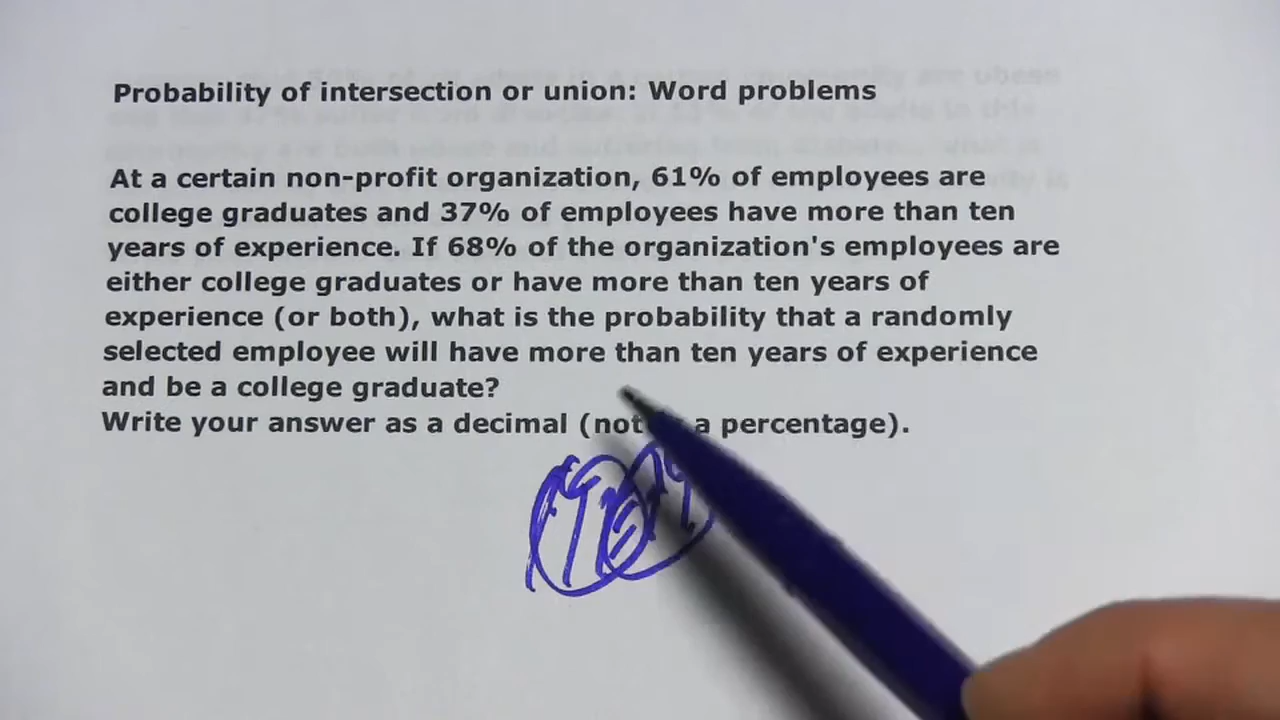 Probability of intersection or union: Word problems
At a certain non-profit organization, 61% of employees are
college graduates and 37% of employees have more than ten
years of experience. If 68% of the organization's employees are
either college graduates or have more than ten years of
experience (or both), what is the probability that a randomly
selected employee will have more than ten years of experience
and be a college graduate?
Write your answer as a decimal (not a percentage).